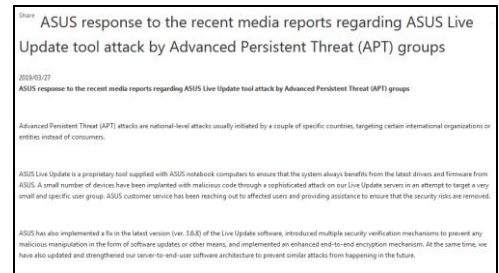 Share
ASUS response to the recent media reports regarding ASUS Live
Update tool attack by Advanced Persistent Threat (APT) groups
2019/03/27
ASUS response to the recent media reports regarding ASUS Live Update tool attack by Advanced Persistent Threat (APT) groups
Advanced Persistent Threat (APT) attacks are national-level attacks usually initiated by a couple of specific countries, targeting certain international organizations or
entities instead of consumers.
ASUS Live Update is a proprietary tool supplied with ASUS notebook computers to ensure that the system always benefits from the latest drivers and firmware from
ASUS. A small number of devices have been implanted with malicious code through a sophisticated attack on our Live Update servers in an attempt to target a very
small and specific user group. ASUS customer service has been reaching out to affected users and providing assistance to ensure that the security risks are removed.
ASUS has also implemented a fix in the latest version (ver. 3.6.8) of the Live Update software, introduced multiple security verification mechanisms to prevent any
malicious manipulation in the form of software updates or other means, and implemented an enhanced end-to-end encryption mechanism. At the same time, we
have also updated and strengthened our server-to-end-user software architecture to prevent similar attacks from happening in the future.